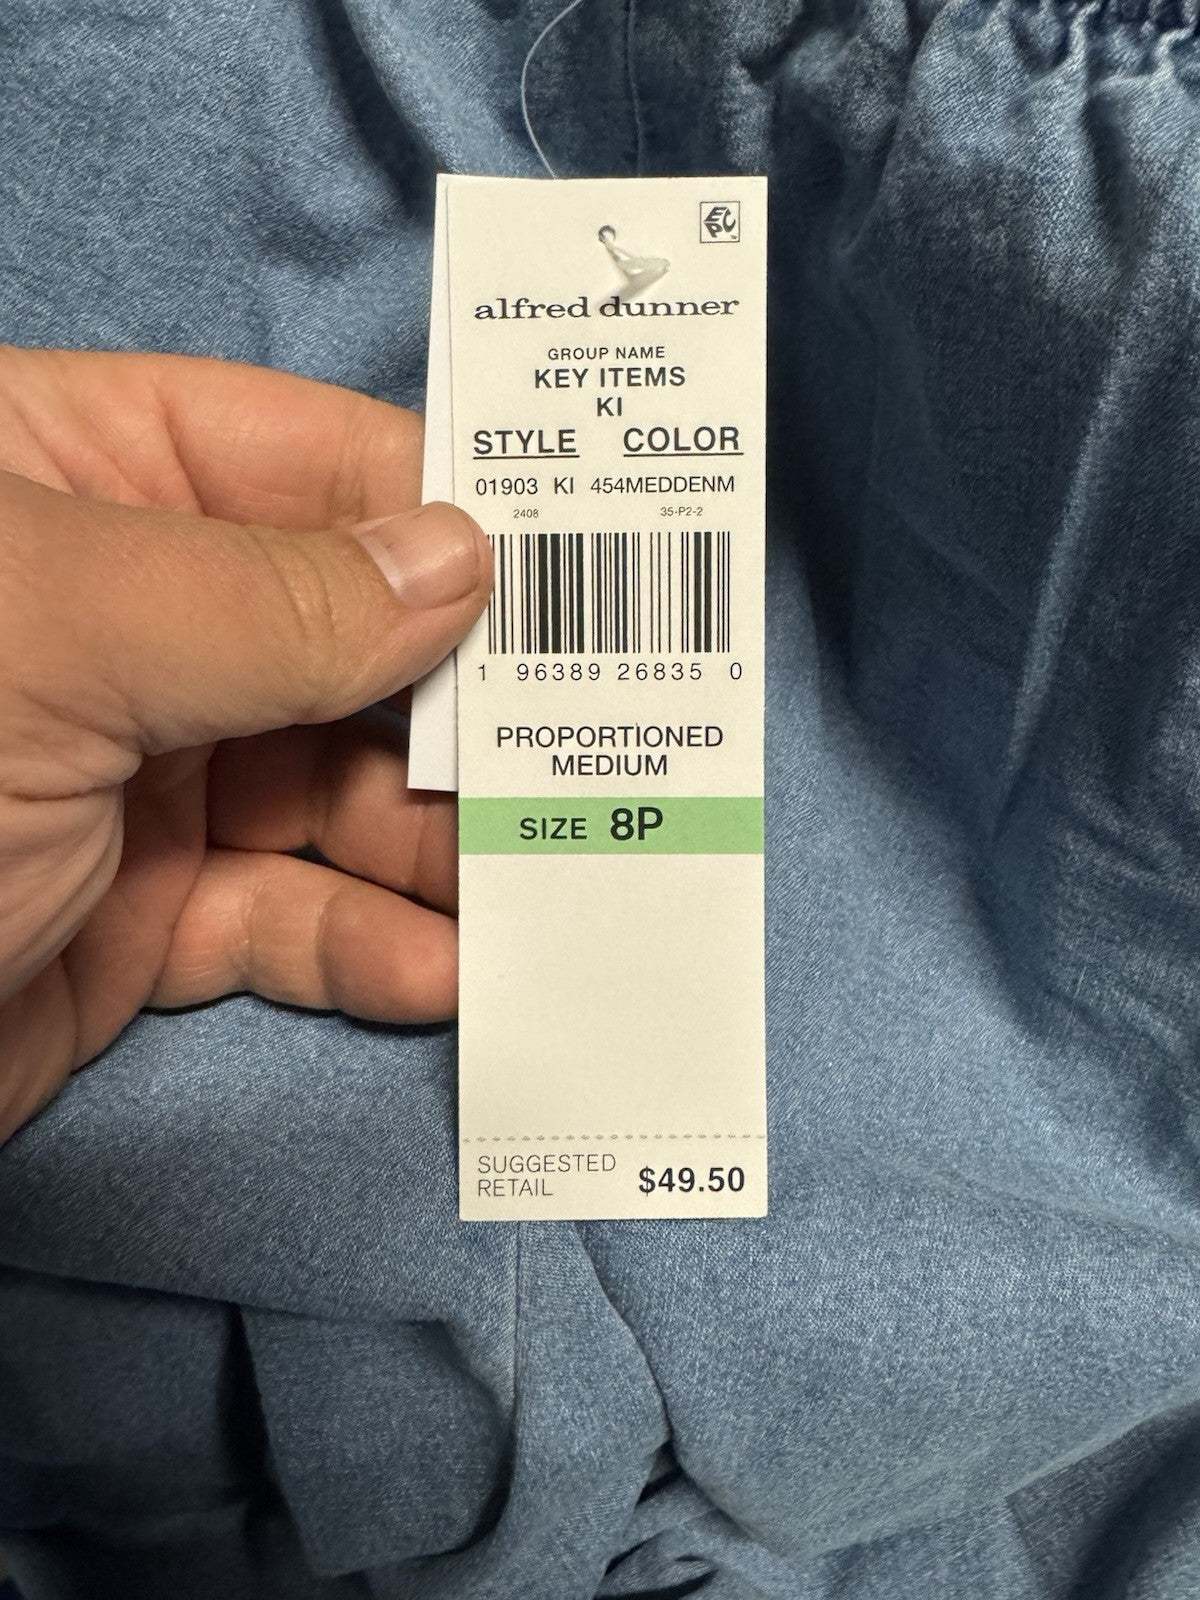 EPC
alfred dunner
GROUP NAME
KEY ITEMS
KI
STYLE COLOR
01903 KI 454MEDDENM
2408 35-P2-2
1 96389 26835 0
PROPORTIONED
MEDIUM
SIZE 8P
SUGGESTED
RETAIL $49.50